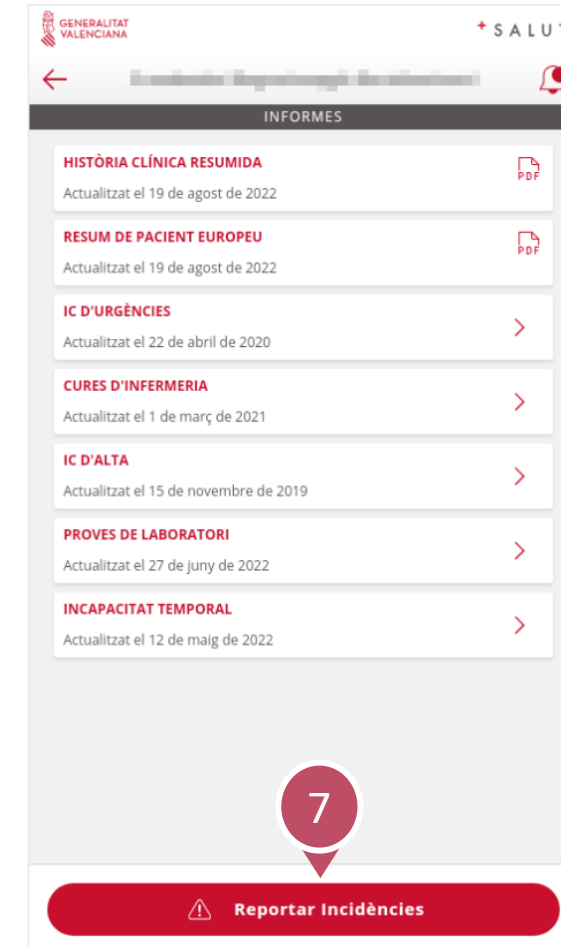 GENERALITAT
VALENCIANA
+ SALUT
INFORMES
HISTÒRIA CLÍNICA RESUMIDA
PDF
Actualitzat el 19 de agost de 2022
RESUM DE PACIENT EUROPEU
PDF
Actualitzat el 19 de agost de 2022
IC D'URGÈNCIES
Actualitzat el 22 de abril de 2020
CURES D'INFERMERIA
Actualitzat el 1 de març de 2021
IC D'ALTA
Actualitzat el 15 de novembre de 2019
PROVES DE LABORATORI
Actualitzat el 27 de juny de 2022
INCAPACITAT TEMPORAL
Actualitzat el 12 de maig de 2022
7
Reportar Incidències